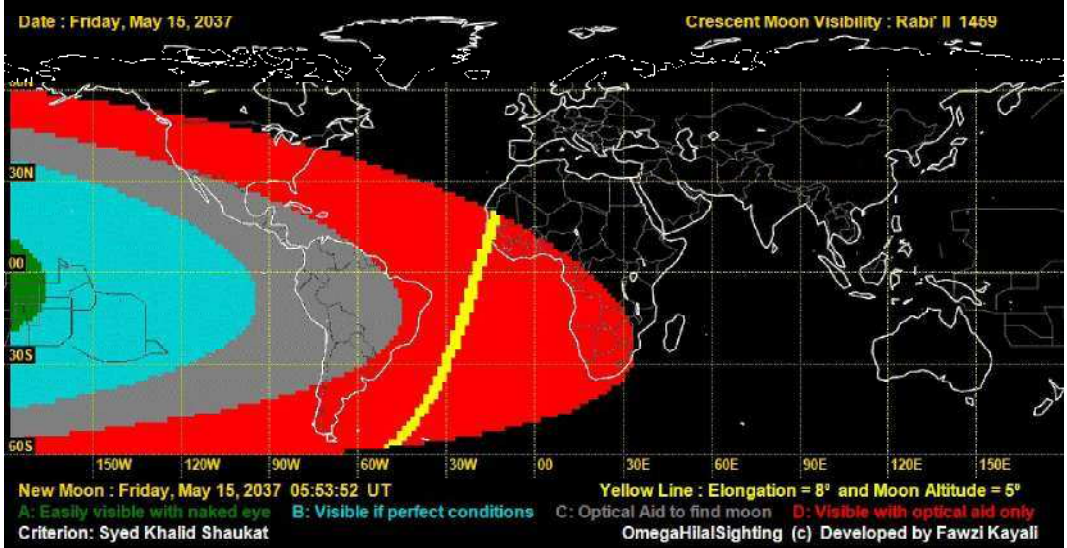 Date : Friday, May 15, 2037 Crescent Moon Visibility : Rabi' II 1459
60N
30N
00
30S
60S
150W 120W 90W 60W 30W 00 30E 60E 90E 120E 150E
New Moon : Friday, May 15, 2037 05:53:52 UT Yellow Line : Elongation = 8° and Moon Altitude = 5°
A: Easily visible with naked eye B: Visible if perfect conditions C: Optical Aid to find moon D: Visible with optical aid only
Criterion: Syed Khalid Shaukat OmegaHilalSighting (c) Developed by Fawzi Kayali